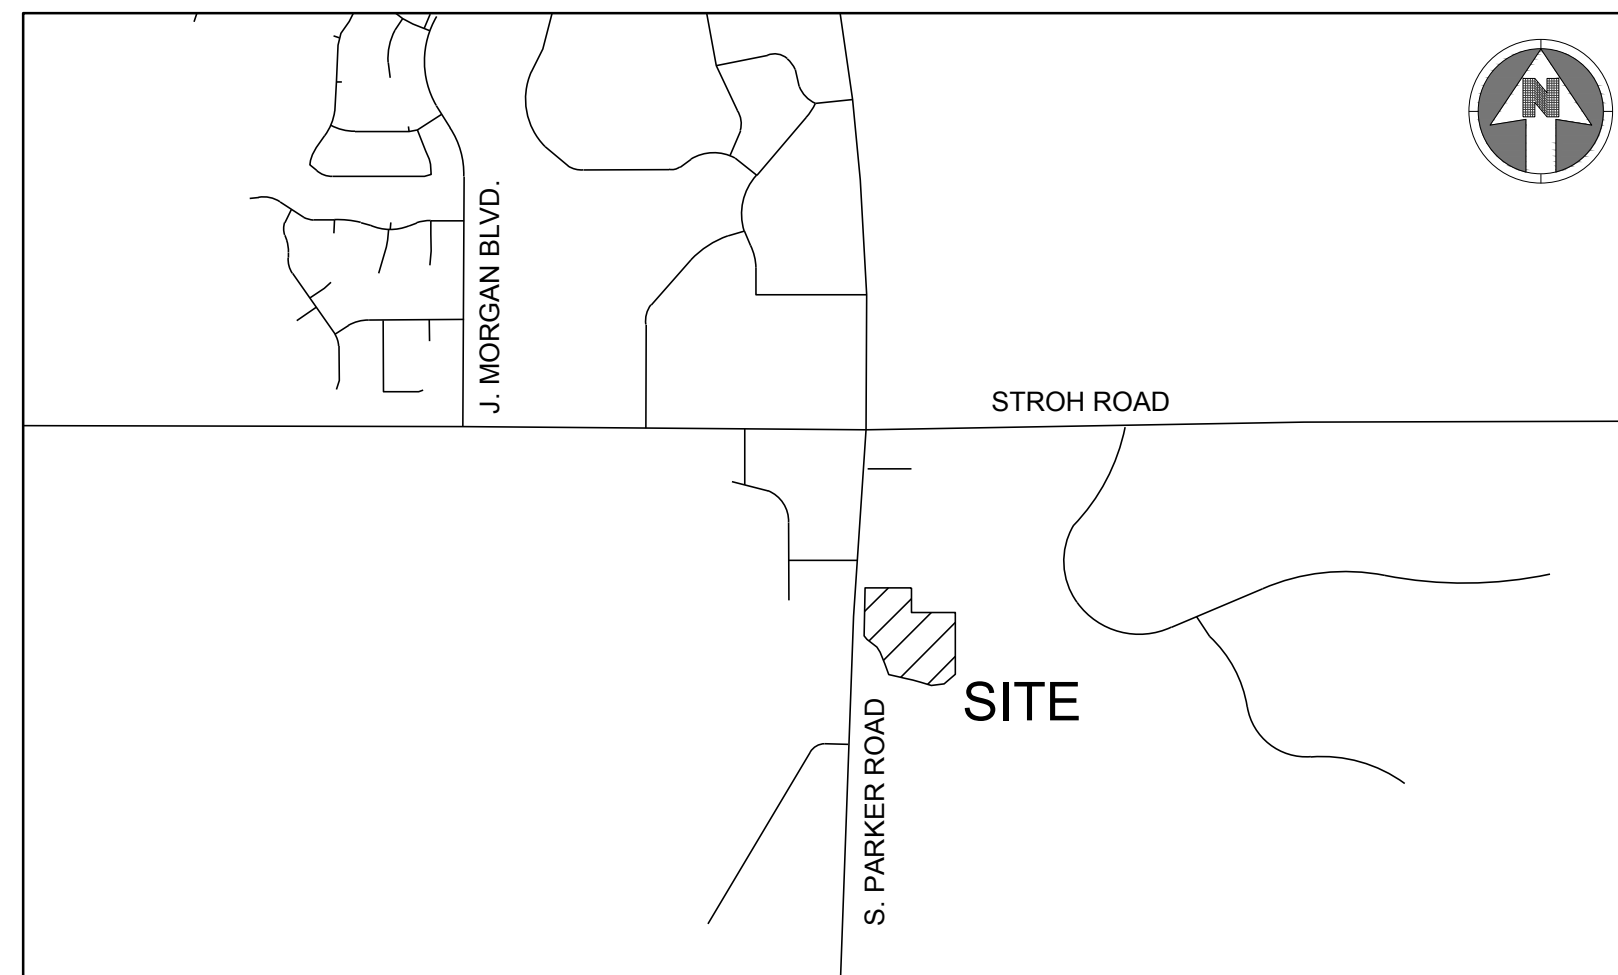 N
J. MORGAN BLVD.
STROH ROAD
SITE
S. PARKER ROAD